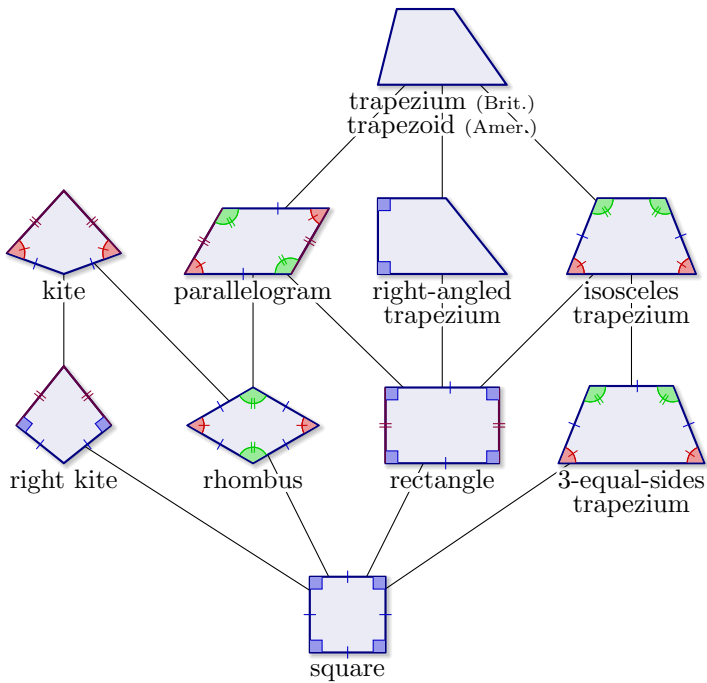 trapezium (Brit.)
trapezoid (Amer.)
kite
parallelogram
right-angled
trapezium
isosceles
trapezium
right kite
rhombus
rectangle
3-equal-sides
trapezium
square